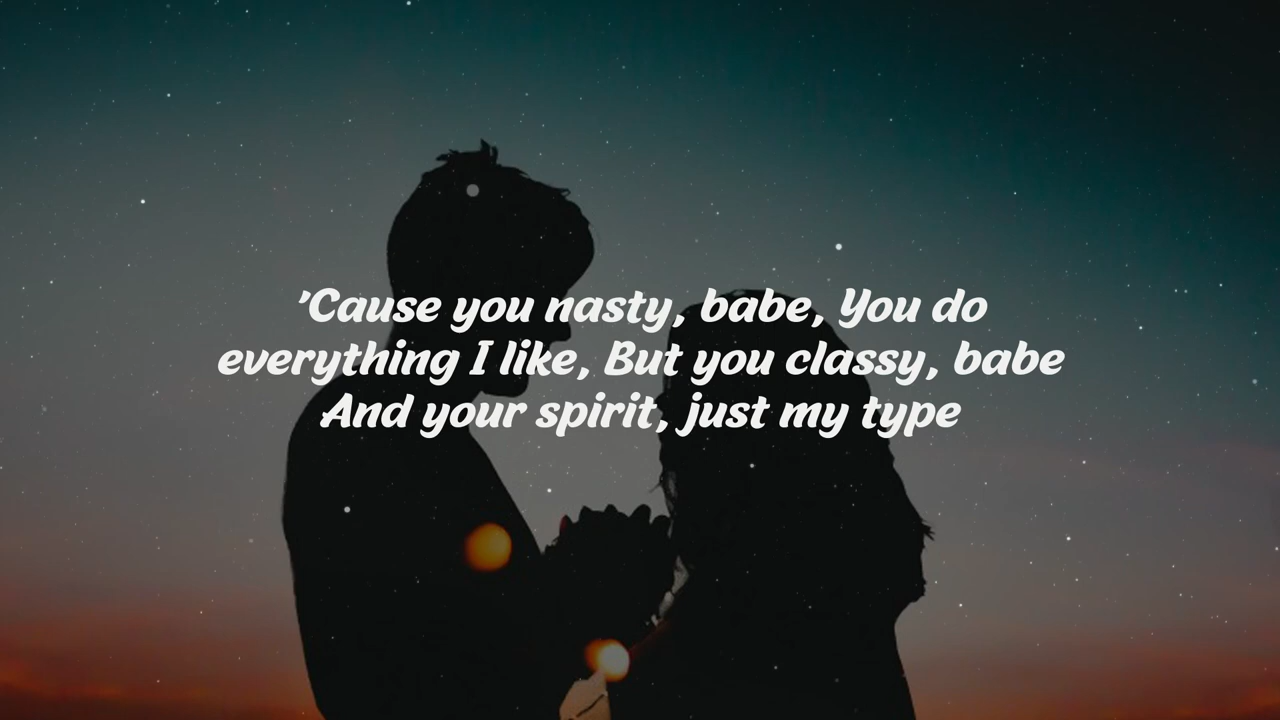 'Cause you nasty, babe, You do
everything I like, But you classy, babe
And your spirit, just my type